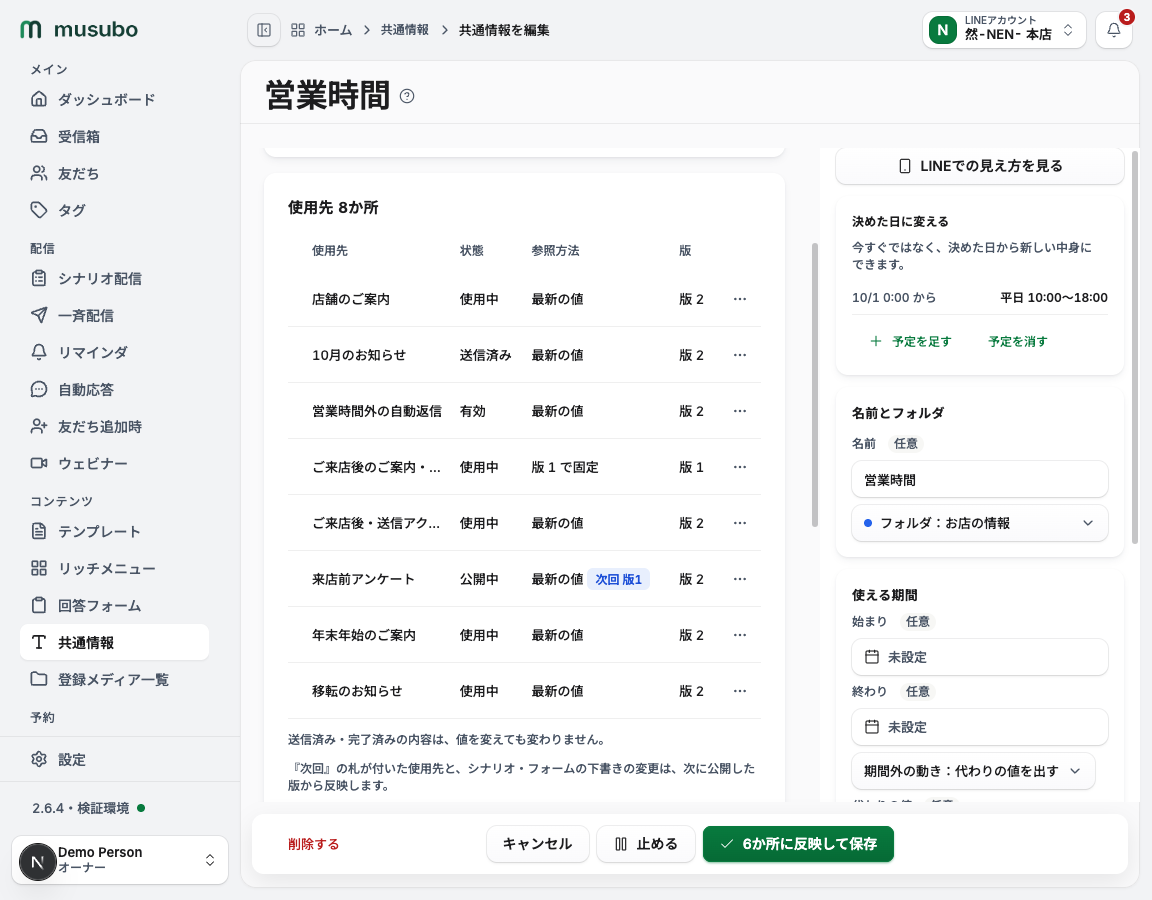 musubo
ホーム
共通情報
共通情報を編集
LINEアカウント
N
然-NEN- 本店
3
メイン
ダッシュボード
受信箱
友だち
タグ
配信
シナリオ配信
一斉配信
リマインダ
自動応答
友だち追加時
ウェビナー
コンテンツ
テンプレート
リッチメニュー
回答フォーム
共通情報
登録メディア一覧
予約
設定
2.6.4・検証環境
N
Demo Person
オーナー
営業時間
使用先 8か所
使用先 状態 参照方法 版
店舗のご案内 使用中 最新の値 版 2
10月のお知らせ 送信済み 最新の値 版 2
営業時間外の自動返信 有効 最新の値 版 2
ご来店後のご案内・... 使用中 版 1 で固定 版 1
ご来店後・送信アク... 使用中 最新の値 版 2
来店前アンケート 公開中 最新の値 次回 版1 版 2
年末年始のご案内 使用中 最新の値 版 2
移転のお知らせ 使用中 最新の値 版 2
送信済み・完了済みの内容は、値を変えても変わりません。
『次回』の札が付いた使用先と、シナリオ・フォームの下書きの変更は、次に公開した
版から反映します。
LINEでの見え方を見る
決めた日に変える
今すぐではなく、決めた日から新しい中身に
できます。
10/1 0:00 から 平日 10:00〜18:00
予定を足す 予定を消す
名前とフォルダ
名前 任意
営業時間
フォルダ：お店の情報
使える期間
始まり 任意
未設定
終わり 任意
未設定
期間外の動き：代わりの値を出す
削除する
キャンセル
止める
6か所に反映して保存